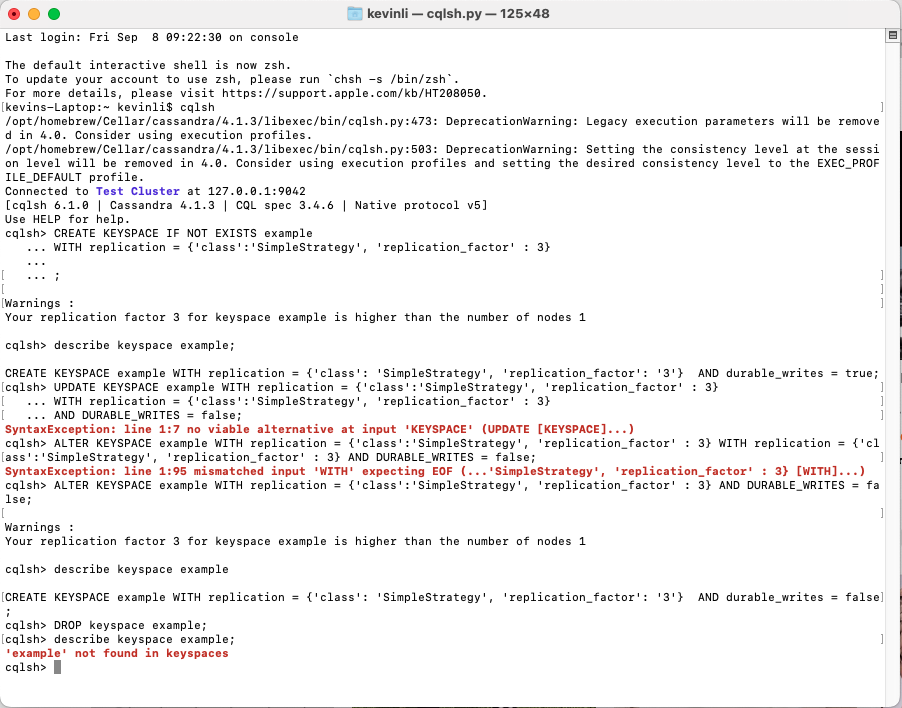 kevinli — cqlsh.py — 125×48
Last login: Fri Sep  8 09:22:30 on console
The default interactive shell is now zsh.
To update your account to use zsh, please run `chsh -s /bin/zsh`.
For more details, please visit https://support.apple.com/kb/HT208050.
[kevins-Laptop:~ kevinli$ cqlsh ]
/opt/homebrew/Cellar/cassandra/4.1.3/libexec/bin/cqlsh.py:473: DeprecationWarning: Legacy execution parameters will be remove
d in 4.0. Consider using execution profiles.
/opt/homebrew/Cellar/cassandra/4.1.3/libexec/bin/cqlsh.py:503: DeprecationWarning: Setting the consistency level at the sessi
on level will be removed in 4.0. Consider using execution profiles and setting the desired consistency level to the EXEC_PROF
ILE_DEFAULT profile.
Connected to Test Cluster at 127.0.0.1:9042
[cqlsh 6.1.0 | Cassandra 4.1.3 | CQL spec 3.4.6 | Native protocol v5]
Use HELP for help.
cqlsh> CREATE KEYSPACE IF NOT EXISTS example
   ... WITH replication = {'class':'SimpleStrategy', 'replication_factor' : 3}
   ...
[   ... ; ]
[ ]
[Warnings : ]
Your replication factor 3 for keyspace example is higher than the number of nodes 1
cqlsh> describe keyspace example;
CREATE KEYSPACE example WITH replication = {'class': 'SimpleStrategy', 'replication_factor': '3'}  AND durable_writes = true;
[cqlsh> UPDATE KEYSPACE example WITH replication = {'class':'SimpleStrategy', 'replication_factor' : 3} ]
[   ... WITH replication = {'class':'SimpleStrategy', 'replication_factor' : 3} ]
[   ... AND DURABLE_WRITES = false; ]
SyntaxException: line 1:7 no viable alternative at input 'KEYSPACE' (UPDATE [KEYSPACE]...)
cqlsh> ALTER KEYSPACE example WITH replication = {'class':'SimpleStrategy', 'replication_factor' : 3} WITH replication = {'cl
[ass':'SimpleStrategy', 'replication_factor' : 3} AND DURABLE_WRITES = false; ]
SyntaxException: line 1:95 mismatched input 'WITH' expecting EOF (...'SimpleStrategy', 'replication_factor' : 3} [WITH]...)
cqlsh> ALTER KEYSPACE example WITH replication = {'class':'SimpleStrategy', 'replication_factor' : 3} AND DURABLE_WRITES = fa
lse;
[ ]
Warnings :
Your replication factor 3 for keyspace example is higher than the number of nodes 1
cqlsh> describe keyspace example
[CREATE KEYSPACE example WITH replication = {'class': 'SimpleStrategy', 'replication_factor': '3'}  AND durable_writes = false]
;
cqlsh> DROP keyspace example;
[cqlsh> describe keyspace example; ]
'example' not found in keyspaces
cqlsh>